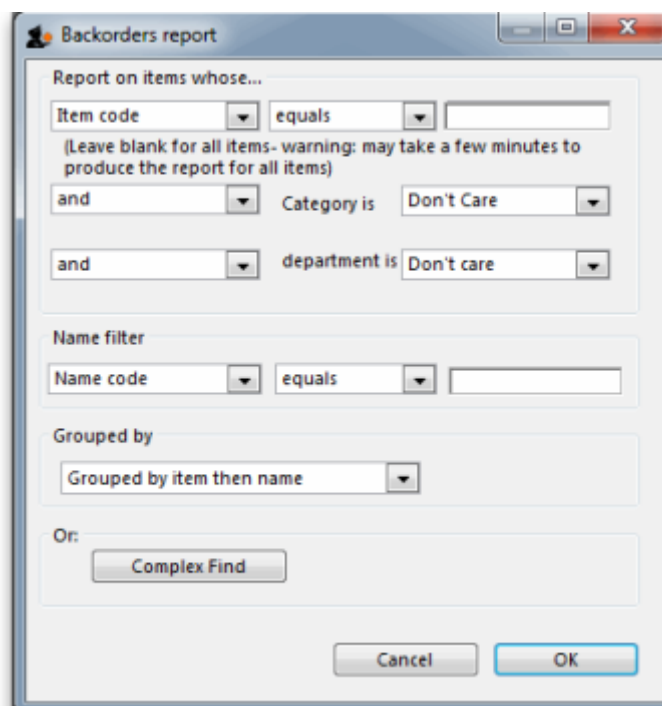 Backorders report
Report on items whose...
Item code equals
(Leave blank for all items- warning: may take a few minutes to
produce the report for all items)
and Category is Don't Care
and department is Don't care
Name filter
Name code equals
Grouped by
Grouped by item then name
Or:
Complex Find
Cancel OK